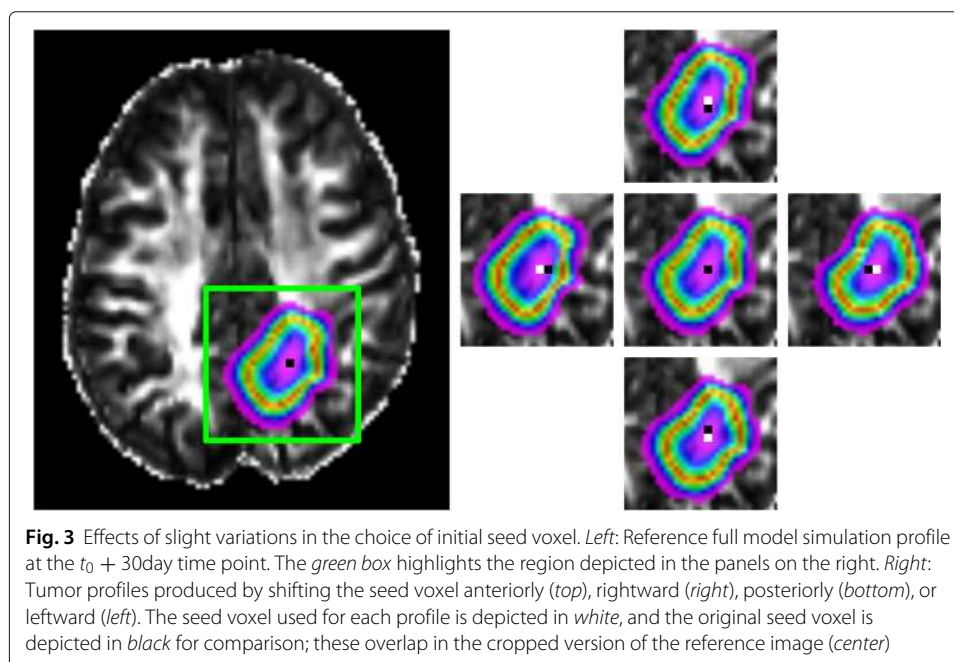 Fig. 3 Effects of slight variations in the choice of initial seed voxel. Left: Reference full model simulation profile
at the t₀ + 30day time point. The green box highlights the region depicted in the panels on the right. Right:
Tumor profiles produced by shifting the seed voxel anteriorly (top), rightward (right), posteriorly (bottom), or
leftward (left). The seed voxel used for each profile is depicted in white, and the original seed voxel is
depicted in black for comparison; these overlap in the cropped version of the reference image (center)